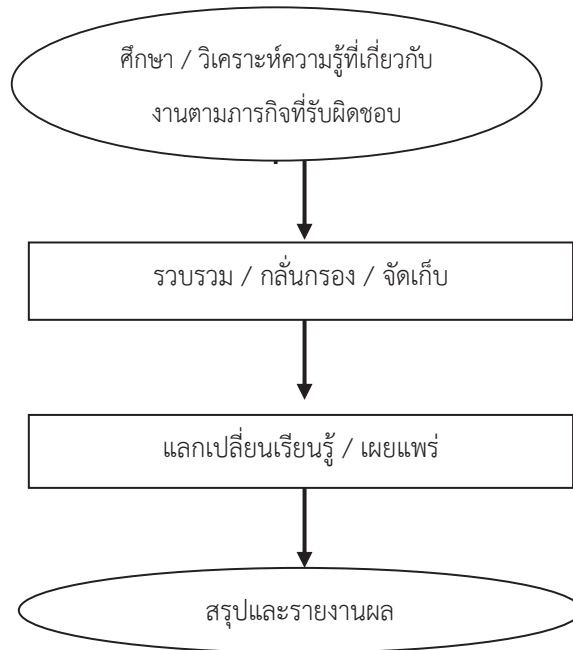 ศึกษา / วิเคราะห์ความรู้ที่เกี่ยวกับ
งานตามภารกิจที่รับผิดชอบ
รวบรวม / กลั่นกรอง / จัดเก็บ
แลกเปลี่ยนเรียนรู้ / เผยแพร่
สรุปและรายงานผล